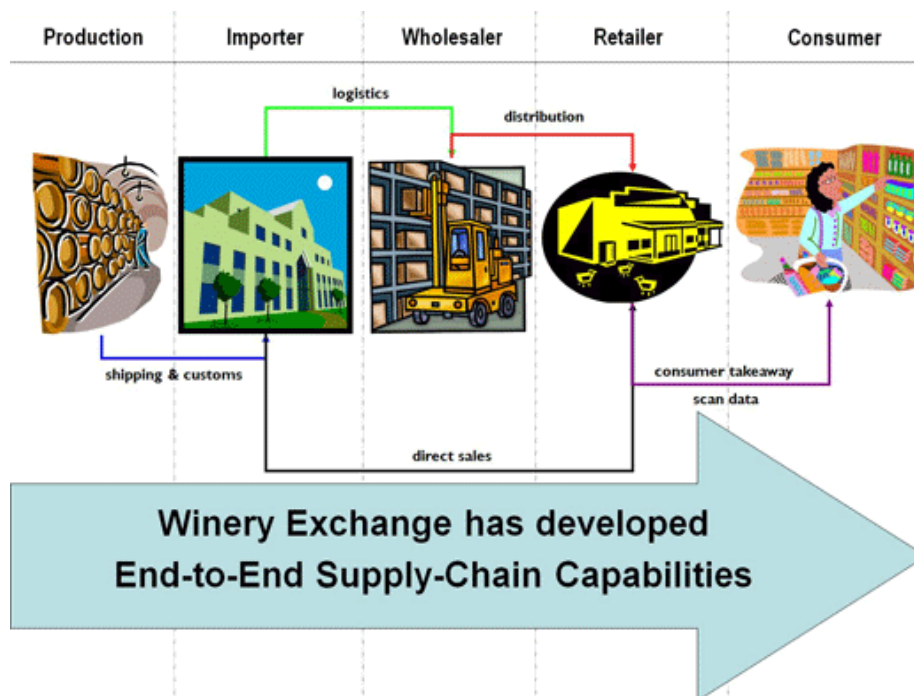 Production Importer Wholesaler Retailer Consumer
logistics
distribution
shipping & customs
consumer takeaway
scan data
direct sales
Winery Exchange has developed
End-to-End Supply-Chain Capabilities